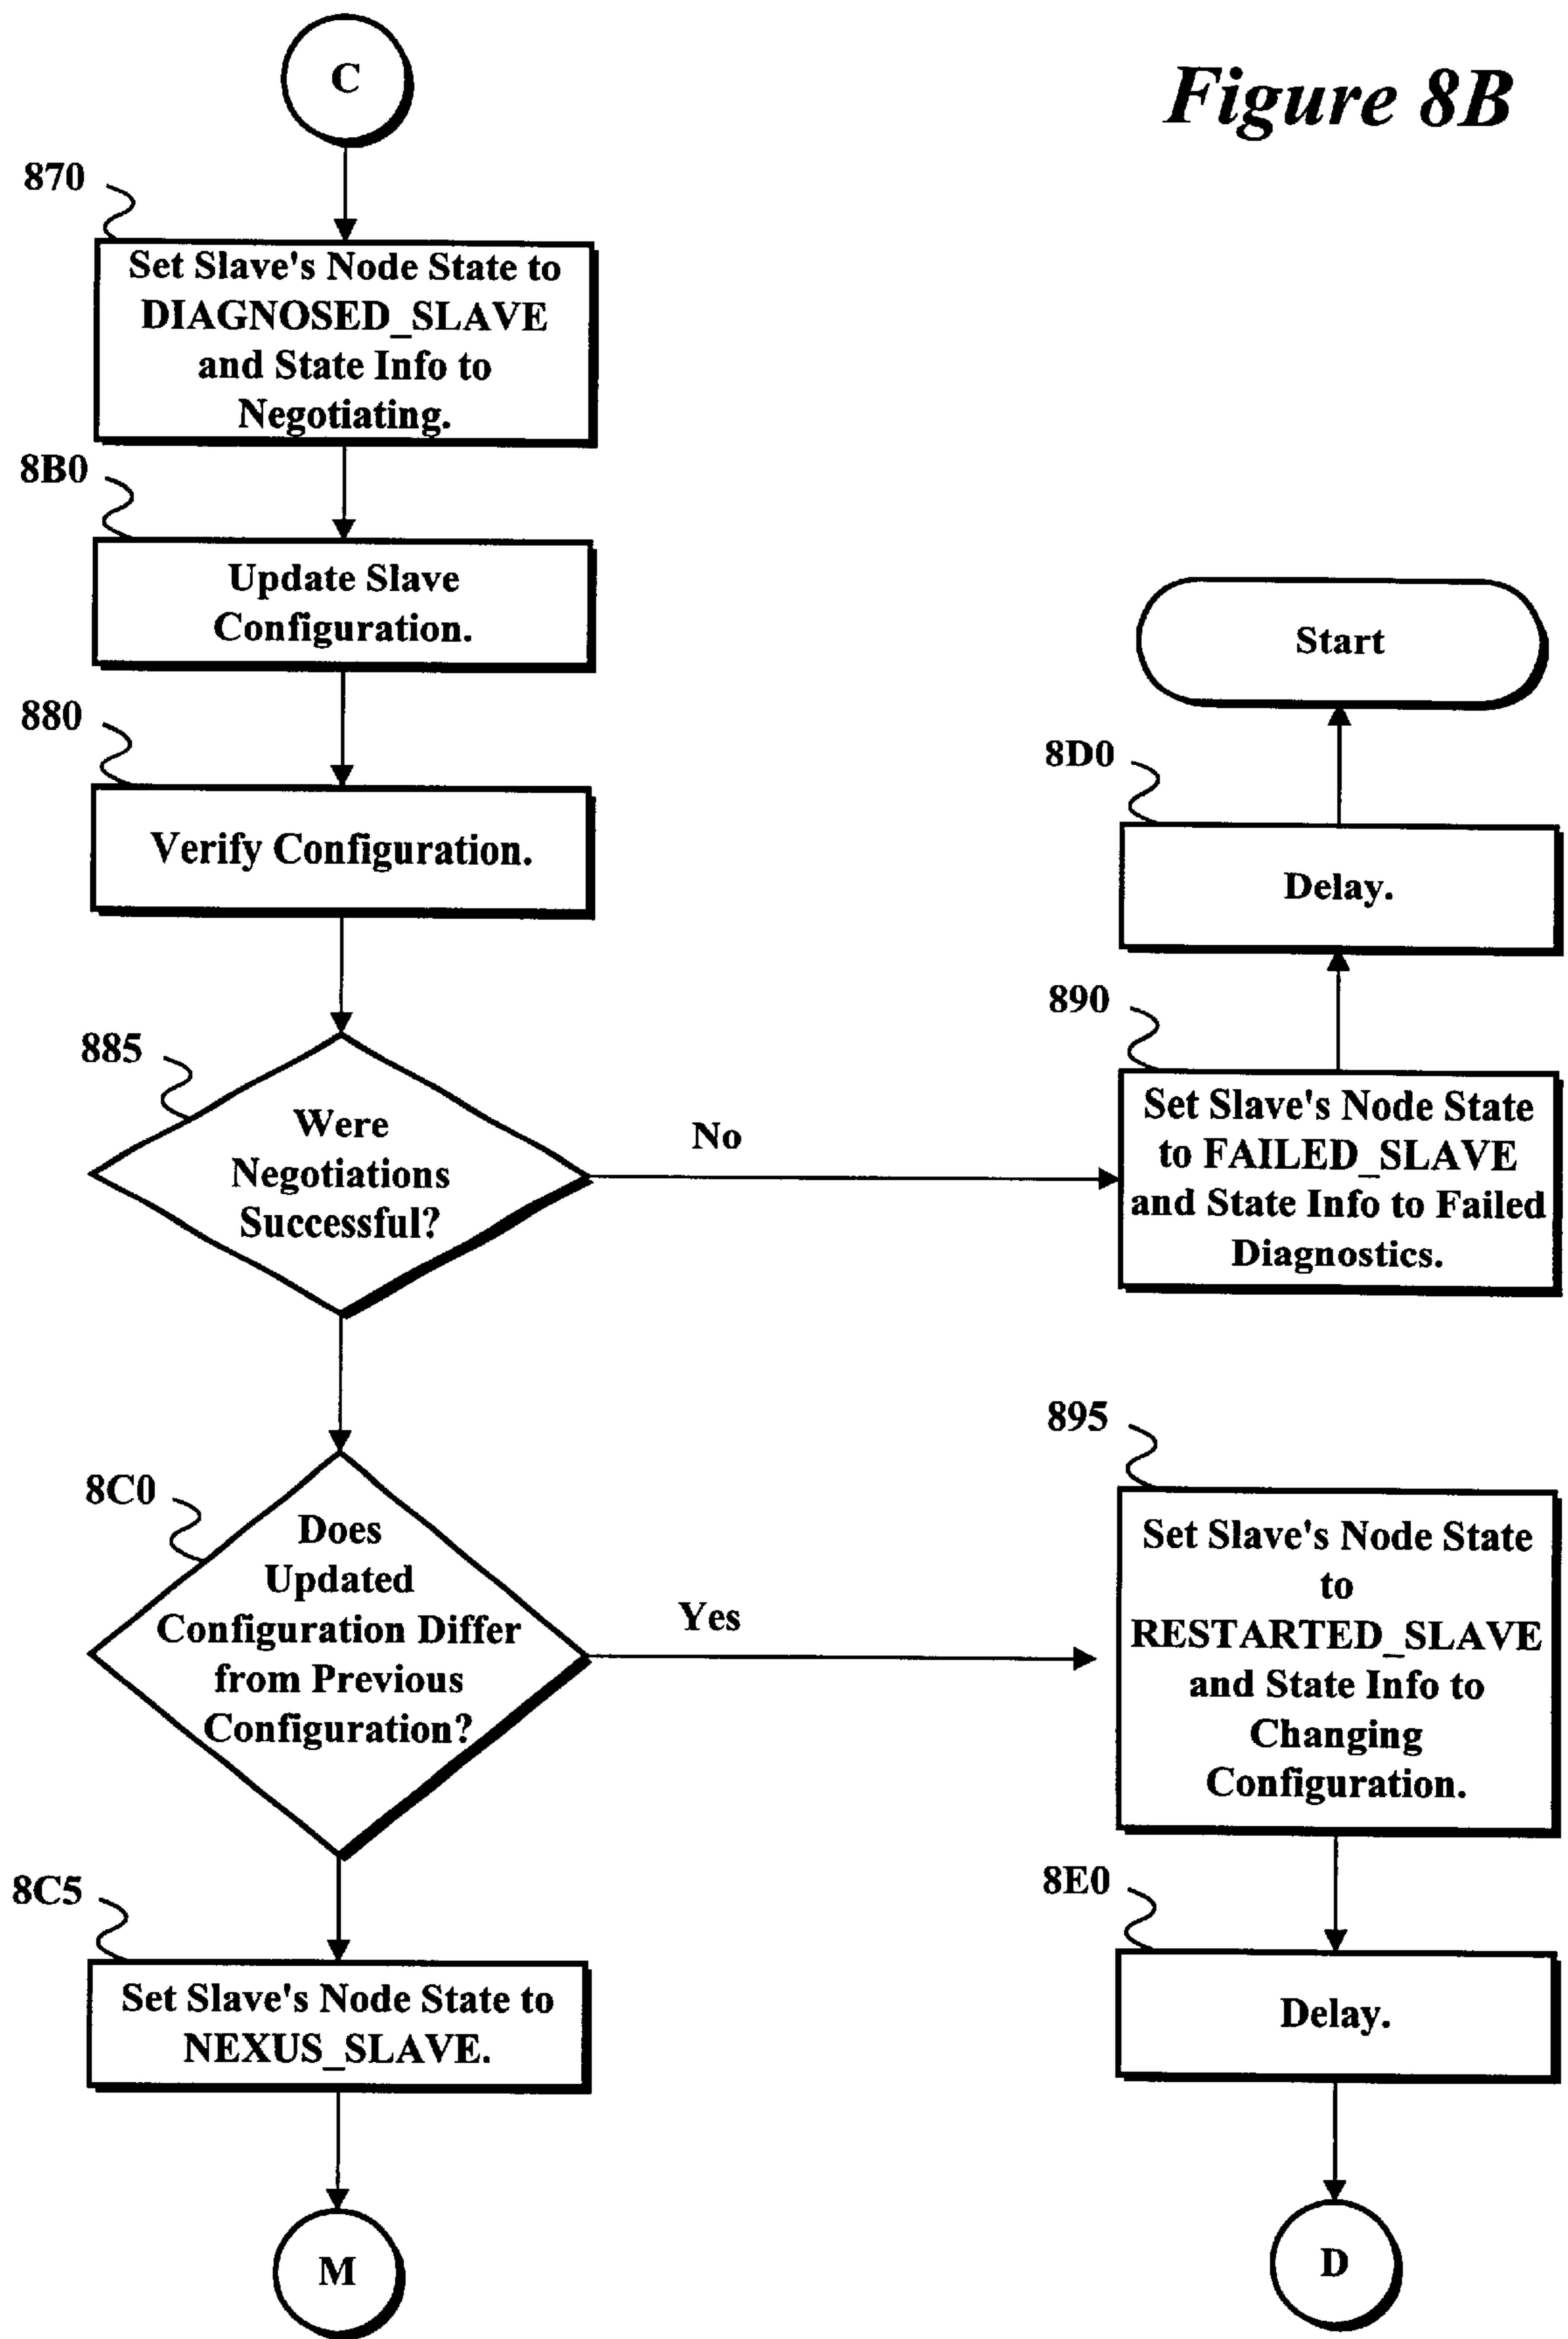 C
Figure 8B
870
Set Slave's Node State to
DIAGNOSED_SLAVE
and State Info to
Negotiating.
8B0
Update Slave
Configuration.
880
Verify Configuration.
885
Were
Negotiations
Successful?
No
Start
8D0
Delay.
890
Set Slave's Node State
to FAILED_SLAVE
and State Info to Failed
Diagnostics.
8C0
Does
Updated
Configuration Differ
from Previous
Configuration?
Yes
895
Set Slave's Node State
to
RESTARTED_SLAVE
and State Info to
Changing
Configuration.
8C5
Set Slave's Node State to
NEXUS_SLAVE.
8E0
Delay.
M
D